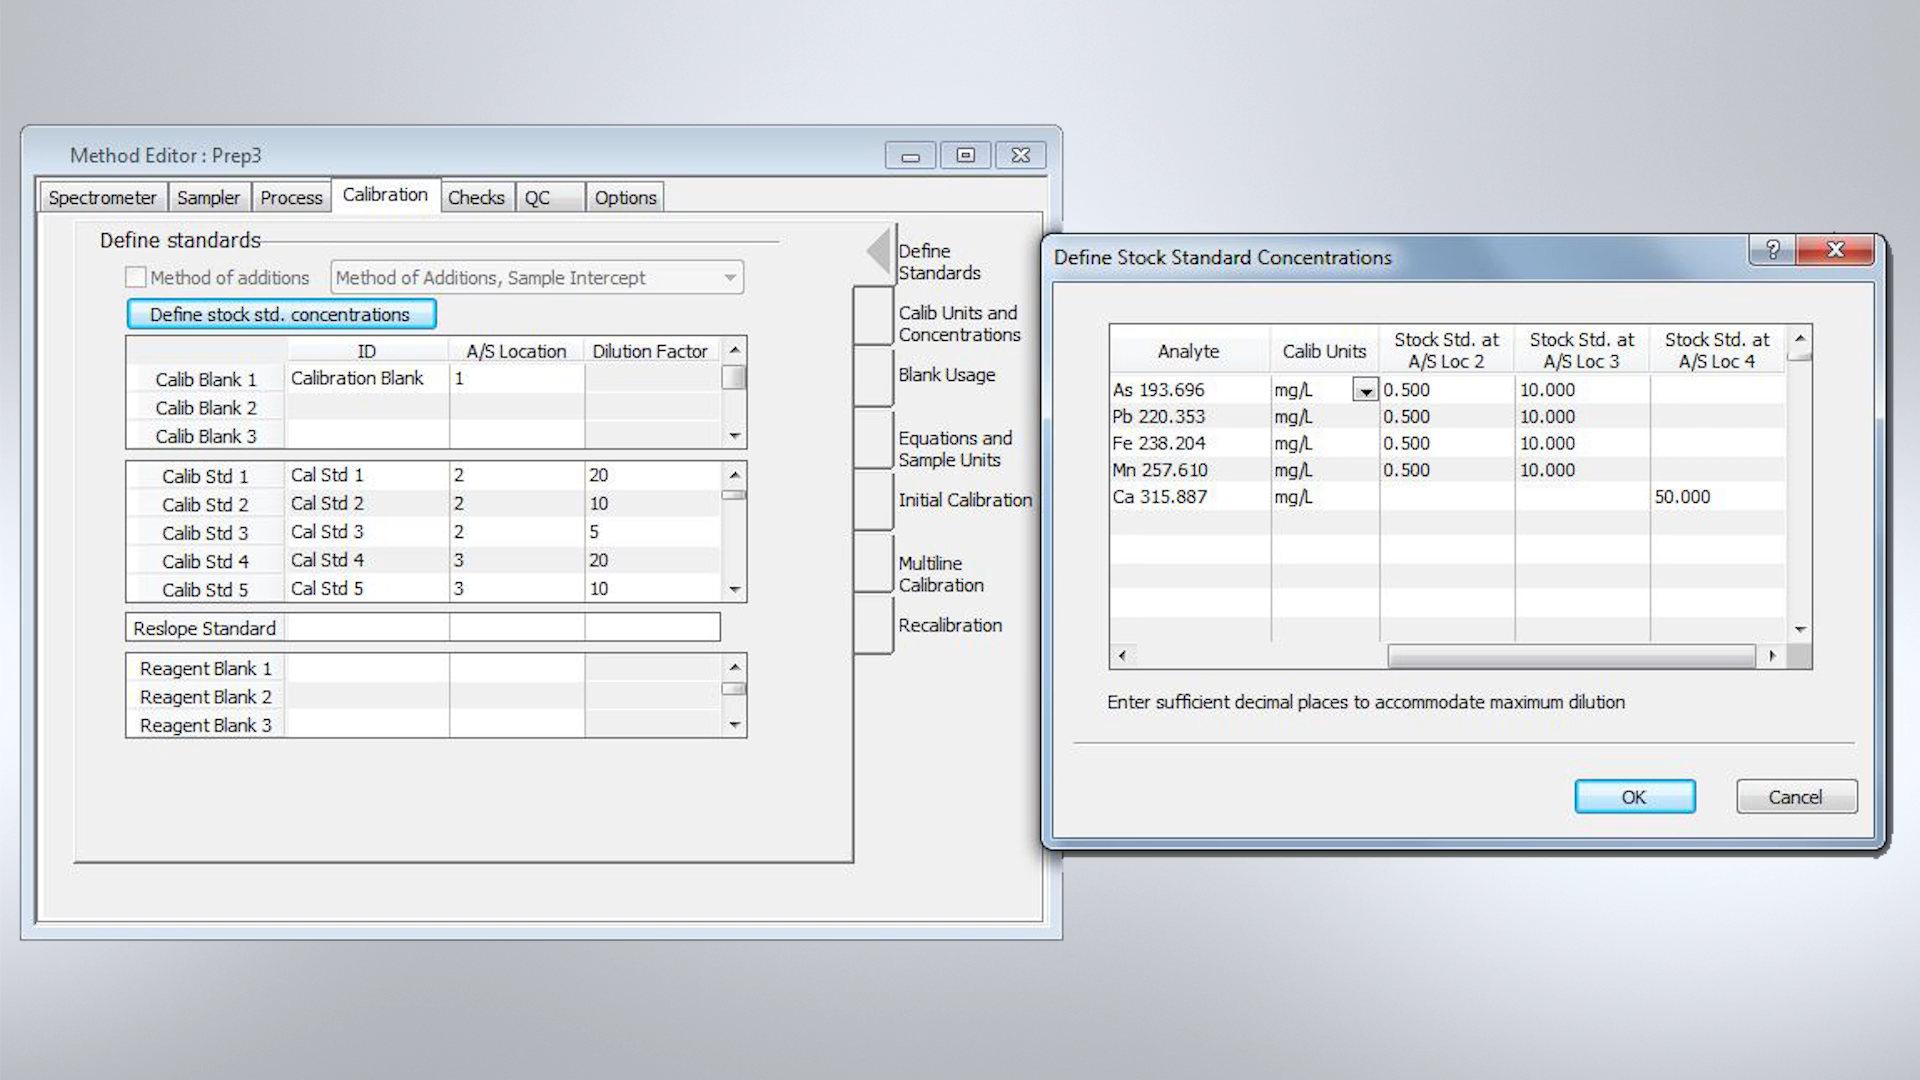 Method Editor : Prep3
Spectrometer Sampler Process Calibration Checks QC Options
Define standards
Method of additions Method of Additions, Sample Intercept
Define stock std. concentrations
ID A/S Location Dilution Factor
Calib Blank 1 Calibration Blank 1
Calib Blank 2
Calib Blank 3
Calib Std 1 Cal Std 1 2 20
Calib Std 2 Cal Std 2 2 10
Calib Std 3 Cal Std 3 2 5
Calib Std 4 Cal Std 4 3 20
Calib Std 5 Cal Std 5 3 10
Reslope Standard
Reagent Blank 1
Reagent Blank 2
Reagent Blank 3
Define
Standards
Calib Units and
Concentrations
Blank Usage
Equations and
Sample Units
Initial Calibration
Multiline
Calibration
Recalibration
Define Stock Standard Concentrations
Analyte Calib Units Stock Std. at A/S Loc 2 Stock Std. at A/S Loc 3 Stock Std. at A/S Loc 4
As 193.696 mg/L 0.500 10.000
Pb 220.353 mg/L 0.500 10.000
Fe 238.204 mg/L 0.500 10.000
Mn 257.610 mg/L 0.500 10.000
Ca 315.887 mg/L 50.000
Enter sufficient decimal places to accommodate maximum dilution
OK Cancel